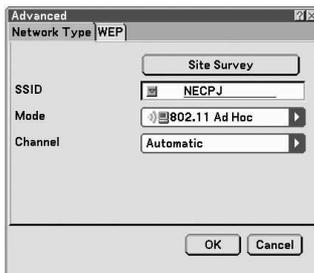 Advanced
Network Type WEP
Site Survey
SSID NECPJ
Mode 802.11 Ad Hoc
Channel Automatic
OK Cancel